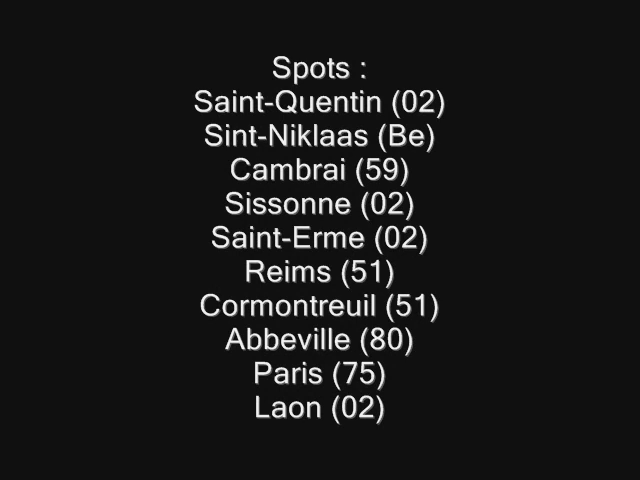 Spots :
Saint-Quentin (02)
Sint-Niklaas (Be)
Cambrai (59)
Sissonne (02)
Saint-Erme (02)
Reims (51)
Cormontreuil (51)
Abbeville (80)
Paris (75)
Laon (02)